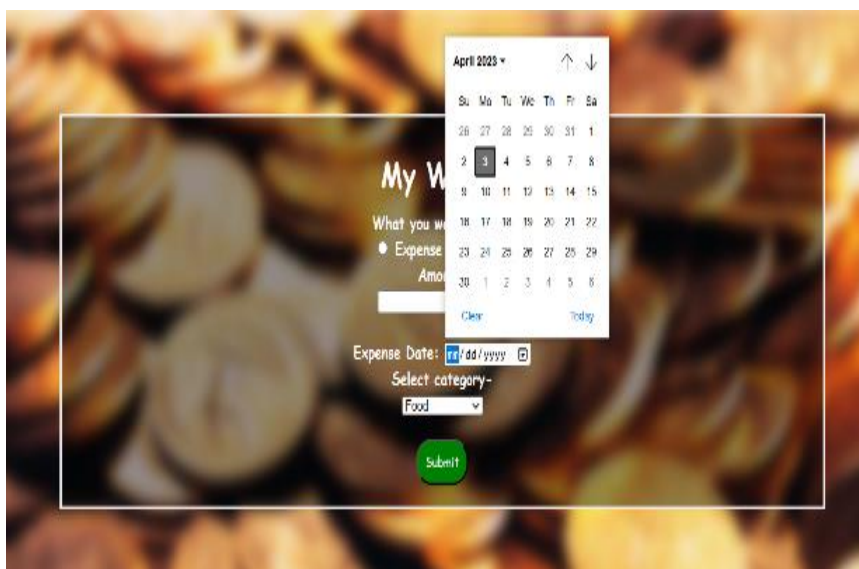 April 2023
Su Mo Tu We Th Fr Sa
26 27 28 29 30 31 1
2 3 4 5 6 7 8
9 10 11 12 13 14 15
16 17 18 19 20 21 22
23 24 25 26 27 28 29
30 1 2 3 4 5 6
Clear Today
My W
What you w
Expense
Amo
Expense Date: mm/dd/yyyy
Select category-
Food
Submit